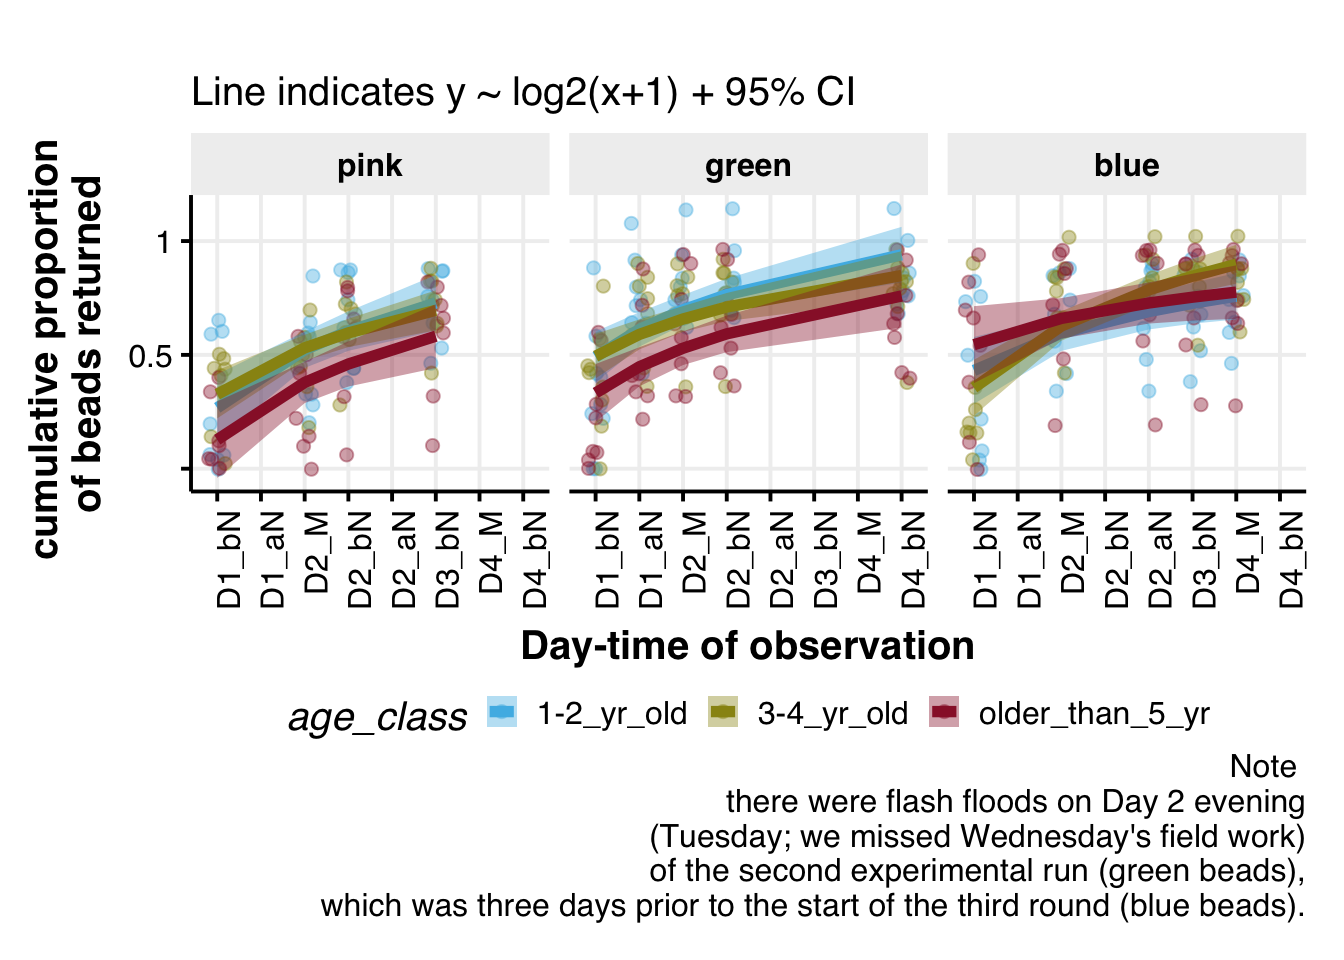 Line indicates y ~ log2(x+1) + 95% CI
pink
green
blue
cumulative proportion
of beads returned
1
0.5
D1_bN
D1_aN
D2_M
D2_bN
D2_aN
D3_bN
D4_M
D4_bN
D1_bN
D1_aN
D2_M
D2_bN
D2_aN
D3_bN
D4_M
D4_bN
D1_bN
D1_aN
D2_M
D2_bN
D2_aN
D3_bN
D4_M
D4_bN
Day-time of observation
age_class 1-2_yr_old 3-4_yr_old older_than_5_yr
Note
there were flash floods on Day 2 evening
(Tuesday; we missed Wednesday's field work)
of the second experimental run (green beads),
which was three days prior to the start of the third round (blue beads).